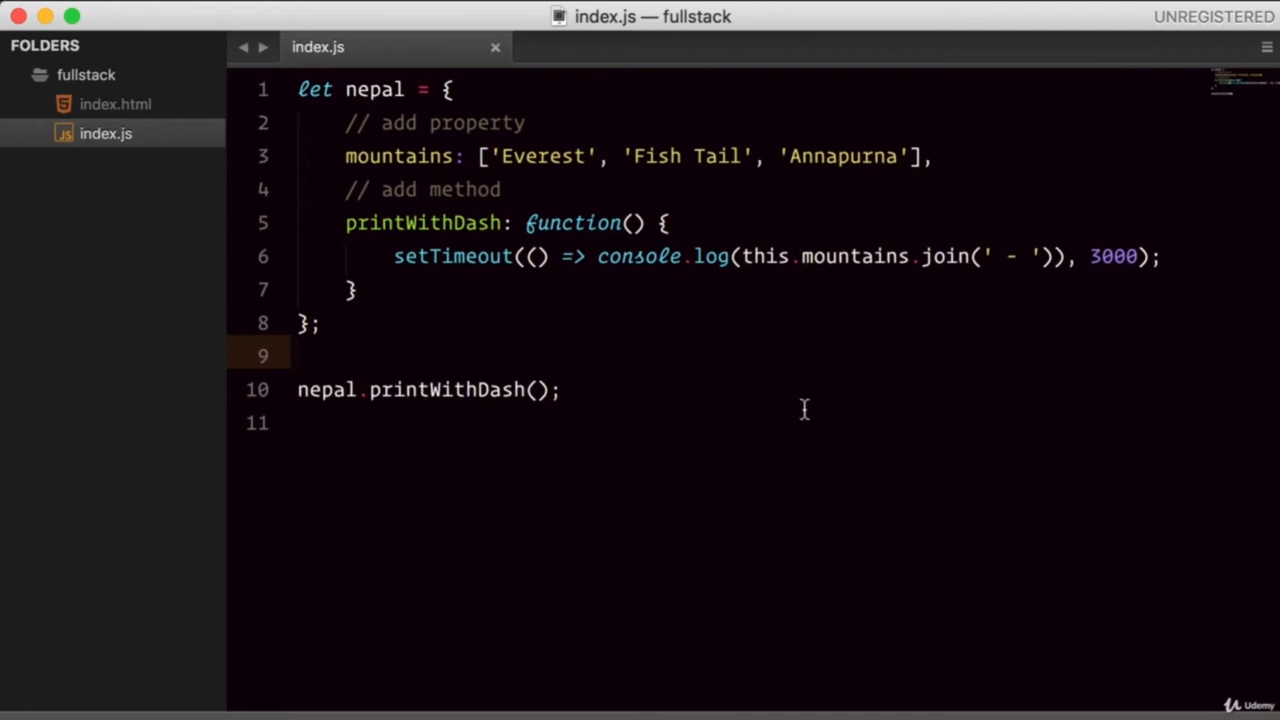 index.js — fullstack
UNREGISTERED
FOLDERS
fullstack
index.html
index.js
index.js
1 let nepal = {
2 // add property
3 mountains: ['Everest', 'Fish Tail', 'Annapurna'],
4 // add method
5 printWithDash: function() {
6 setTimeout(() => console.log(this.mountains.join(' - ')), 3000);
7 }
8 };
9
10 nepal.printWithDash();
11
Udemy